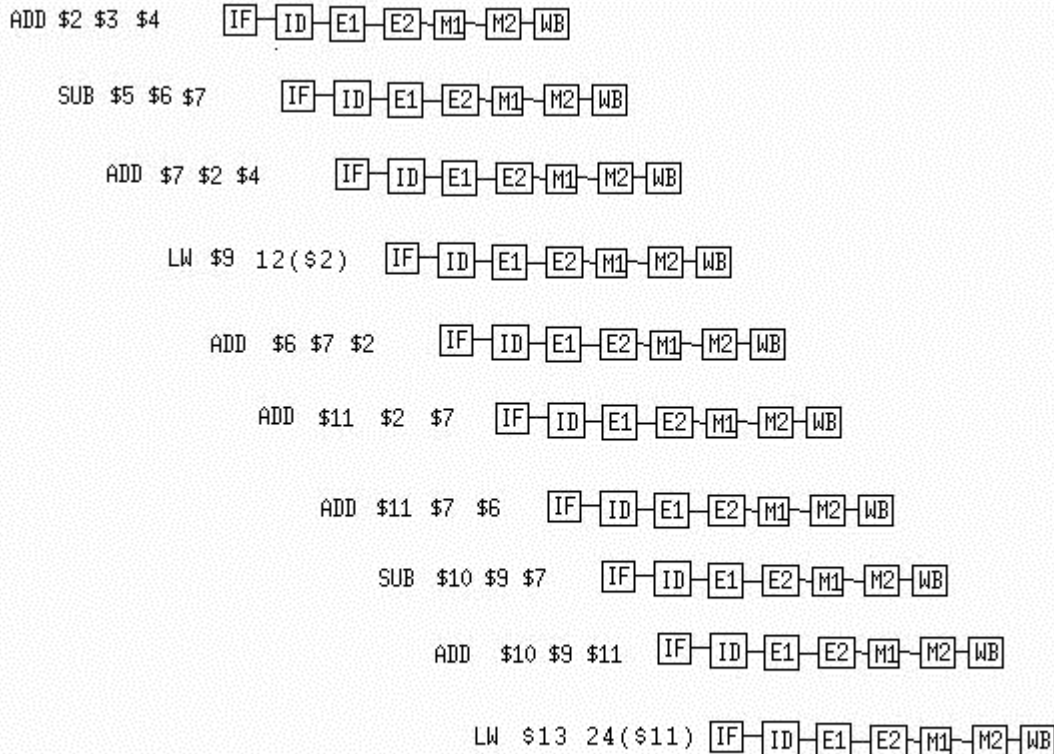 ADD $2 $3 $4 IF ID E1 E2 M1 M2 WB
SUB $5 $6 $7 IF ID E1 E2 M1 M2 WB
ADD $7 $2 $4 IF ID E1 E2 M1 M2 WB
LW $9 12($2) IF ID E1 E2 M1 M2 WB
ADD $6 $7 $2 IF ID E1 E2 M1 M2 WB
ADD $11 $2 $7 IF ID E1 E2 M1 M2 WB
ADD $11 $7 $6 IF ID E1 E2 M1 M2 WB
SUB $10 $9 $7 IF ID E1 E2 M1 M2 WB
ADD $10 $9 $11 IF ID E1 E2 M1 M2 WB
LW $13 24($11) IF ID E1 E2 M1 M2 WB